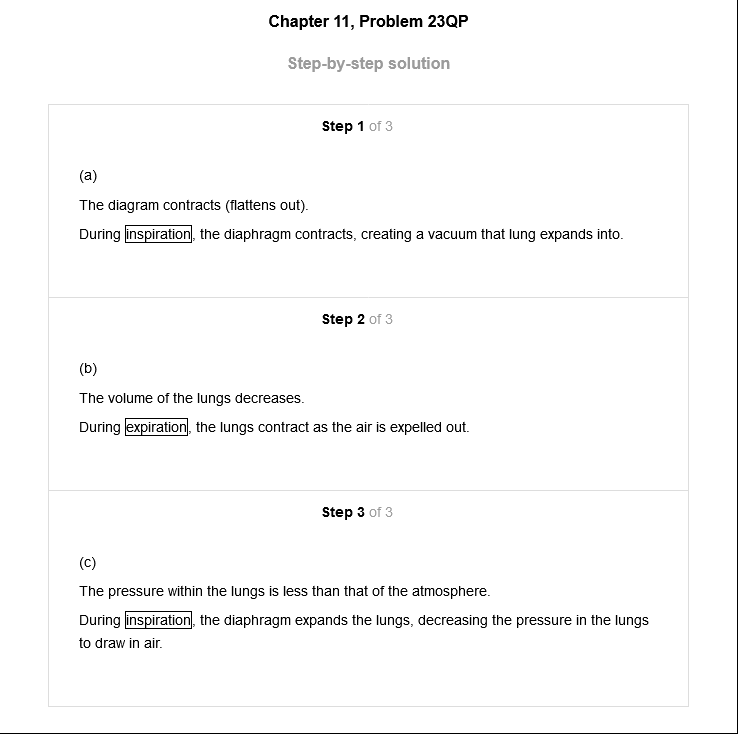 Chapter 11, Problem 23QP
Step-by-step solution
Step 1 of 3
(a)
The diagram contracts (flattens out).
During inspiration, the diaphragm contracts, creating a vacuum that lung expands into.
Step 2 of 3
(b)
The volume of the lungs decreases.
During expiration, the lungs contract as the air is expelled out.
Step 3 of 3
(c)
The pressure within the lungs is less than that of the atmosphere.
During inspiration, the diaphragm expands the lungs, decreasing the pressure in the lungs
to draw in air.